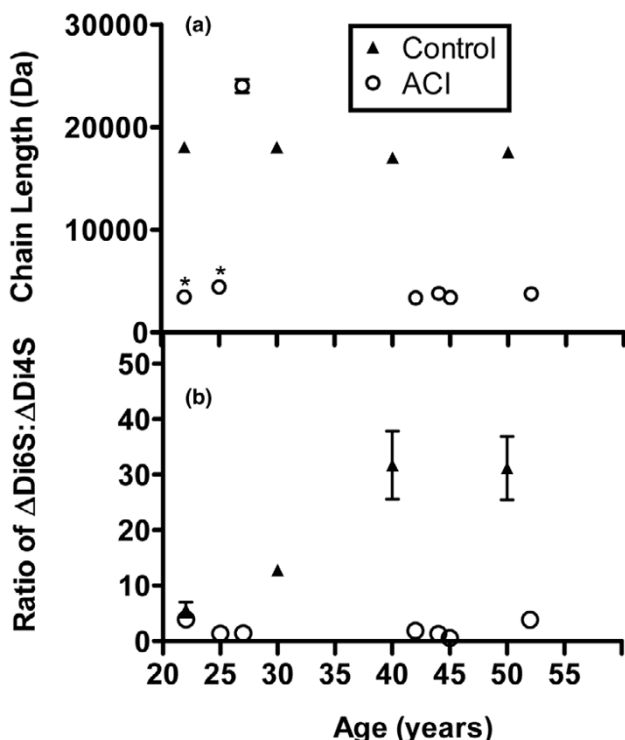 (a)
▲ Control
○ ACI
Chain Length (Da)
30000
20000
10000
0
*
*
(b)
Ratio of ΔDi6S:ΔDi4S
50
40
30
20
10
0
20 25 30 35 40 45 50 55
Age (years)